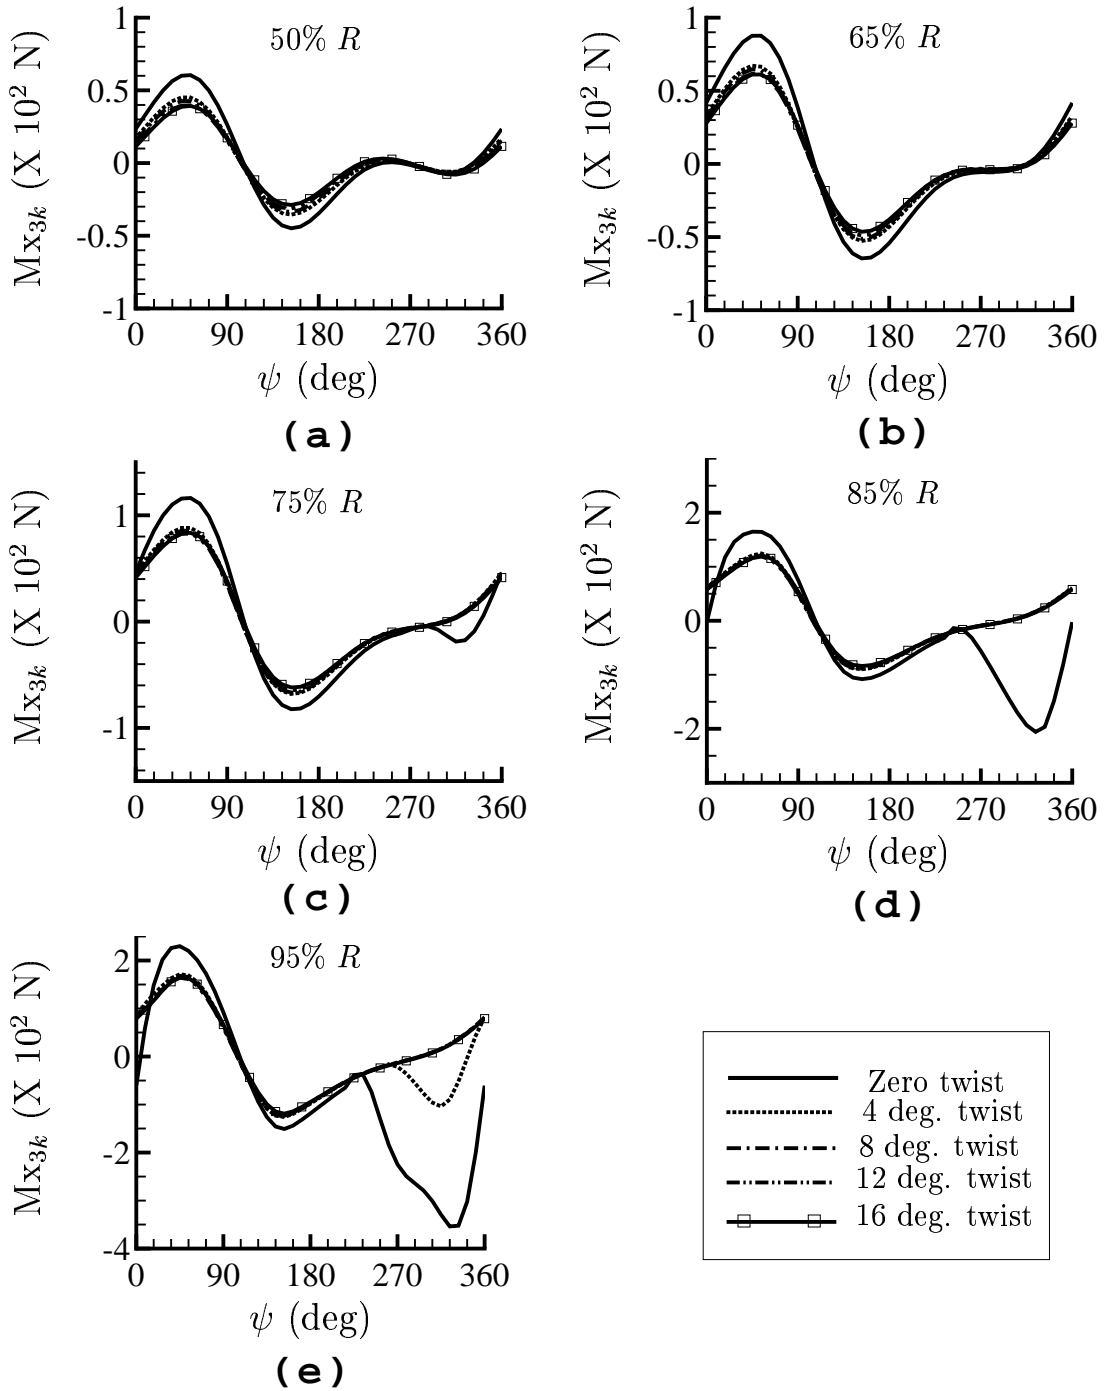 50% R
Mx3k (X 10² N)
1
0.5
0
-0.5
-1
0 90 180 270 360
ψ (deg)
(a)
65% R
Mx3k (X 10² N)
1
0.5
0
-0.5
-1
0 90 180 270 360
ψ (deg)
(b)
75% R
Mx3k (X 10² N)
1
0
-1
0 90 180 270 360
ψ (deg)
(c)
85% R
Mx3k (X 10² N)
2
0
-2
0 90 180 270 360
ψ (deg)
(d)
95% R
Mx3k (X 10² N)
2
0
-2
-4
0 90 180 270 360
ψ (deg)
(e)
Zero twist
4 deg. twist
8 deg. twist
12 deg. twist
16 deg. twist